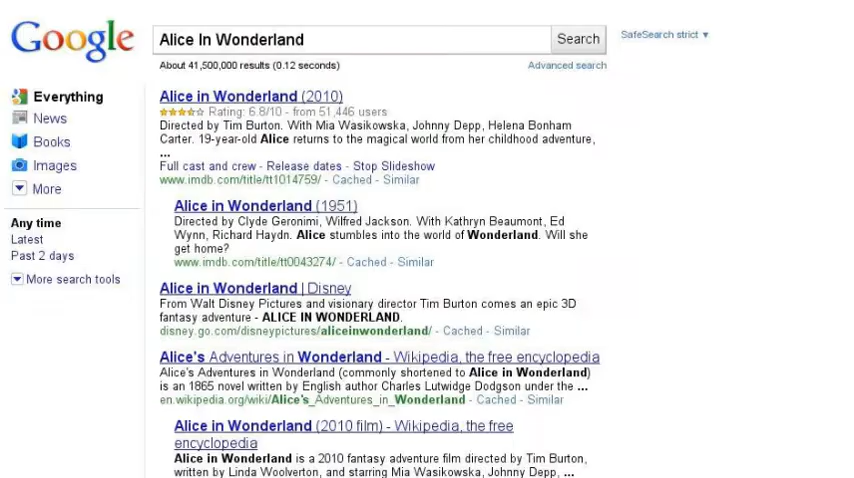 Google
Alice In Wonderland
Search
SafeSearch strict ▼
About 41,500,000 results (0.12 seconds)
Advanced search
Everything
News
Books
Images
More
Any time
Latest
Past 2 days
More search tools
Alice in Wonderland (2010)
Rating: 6.8/10 - from 51,446 users
Directed by Tim Burton. With Mia Wasikowska, Johnny Depp, Helena Bonham
Carter. 19-year-old Alice returns to the magical world from her childhood adventure,
...
Full cast and crew - Release dates - Stop Slideshow
www.imdb.com/title/tt1014759/ - Cached - Similar
Alice in Wonderland (1951)
Directed by Clyde Geronimi, Wilfred Jackson. With Kathryn Beaumont, Ed
Wynn, Richard Haydn. Alice stumbles into the world of Wonderland. Will she
get home?
www.imdb.com/title/tt0043274/ - Cached - Similar
Alice in Wonderland | Disney
From Walt Disney Pictures and visionary director Tim Burton comes an epic 3D
fantasy adventure - ALICE IN WONDERLAND.
disney.go.com/disneypictures/aliceinwonderland/ - Cached - Similar
Alice's Adventures in Wonderland - Wikipedia, the free encyclopedia
Alice's Adventures in Wonderland (commonly shortened to Alice in Wonderland)
is an 1865 novel written by English author Charles Lutwidge Dodgson under the ...
en.wikipedia.org/wiki/Alice's_Adventures_in_Wonderland - Cached - Similar
Alice in Wonderland (2010 film) - Wikipedia, the free
encyclopedia
Alice in Wonderland is a 2010 fantasy adventure film directed by Tim Burton,
written by Linda Woolverton, and starring Mia Wasikowska, Johnny Depp, ...